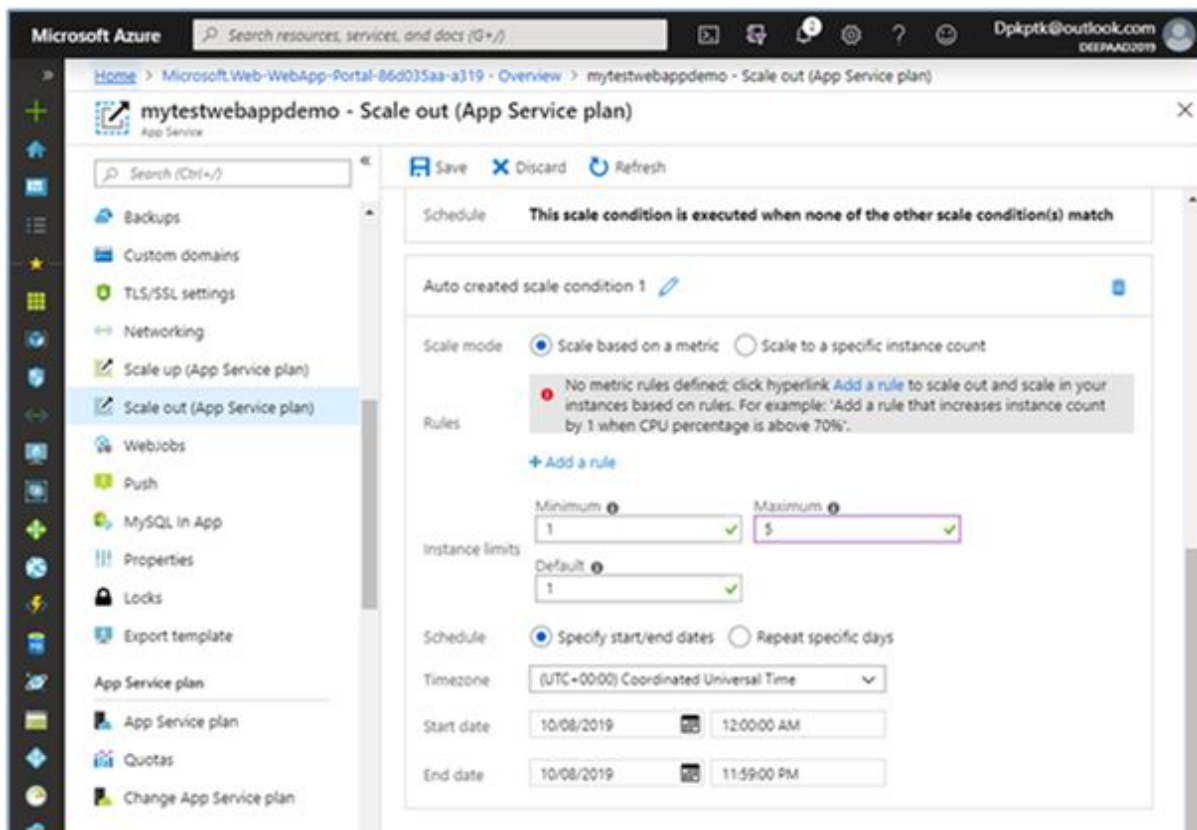 Microsoft Azure
Search resources, services, and docs (G+/)
2
Dpkptk@outlook.com
DEEPAAD2019
Home > Microsoft.Web-WebApp-Portal-86d035aa-a319 - Overview > mytestwebappdemo - Scale out (App Service plan)
mytestwebappdemo - Scale out (App Service plan)
App Service
Search (Ctrl+/)
Save
Discard
Refresh
Backups
Custom domains
TLS/SSL settings
Networking
Scale up (App Service plan)
Scale out (App Service plan)
WebJobs
Push
MySQL In App
Properties
Locks
Export template
App Service plan
App Service plan
Quotas
Change App Service plan
Schedule
This scale condition is executed when none of the other scale condition(s) match
Auto created scale condition 1
Scale mode
Scale based on a metric
Scale to a specific instance count
Rules
No metric rules defined; click hyperlink Add a rule to scale out and scale in your
instances based on rules. For example: 'Add a rule that increases instance count
by 1 when CPU percentage is above 70%'.
+ Add a rule
Instance limits
Minimum
1
Maximum
5
Default
1
Schedule
Specify start/end dates
Repeat specific days
Timezone
(UTC+00:00) Coordinated Universal Time
Start date
10/08/2019
12:00:00 AM
End date
10/08/2019
11:59:00 PM